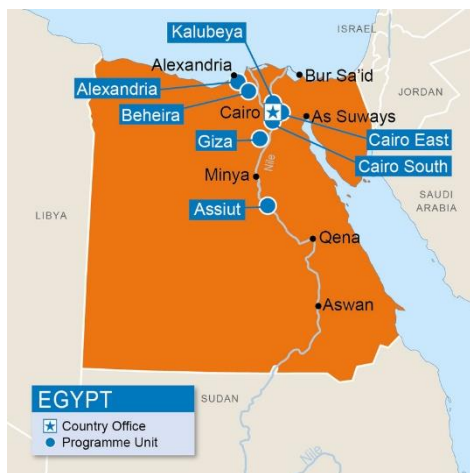 Kalubeya
ISRAEL
Alexandria
Bur Sa'id
Alexandria
JORDAN
Beheira
Cairo
As Suways
Cairo East
Giza
Nile
Cairo South
Minya
SAUDI
ARABIA
LIBYA
Assiut
Qena
Aswan
EGYPT
SUDAN
Country Office
Programme Unit
Nile